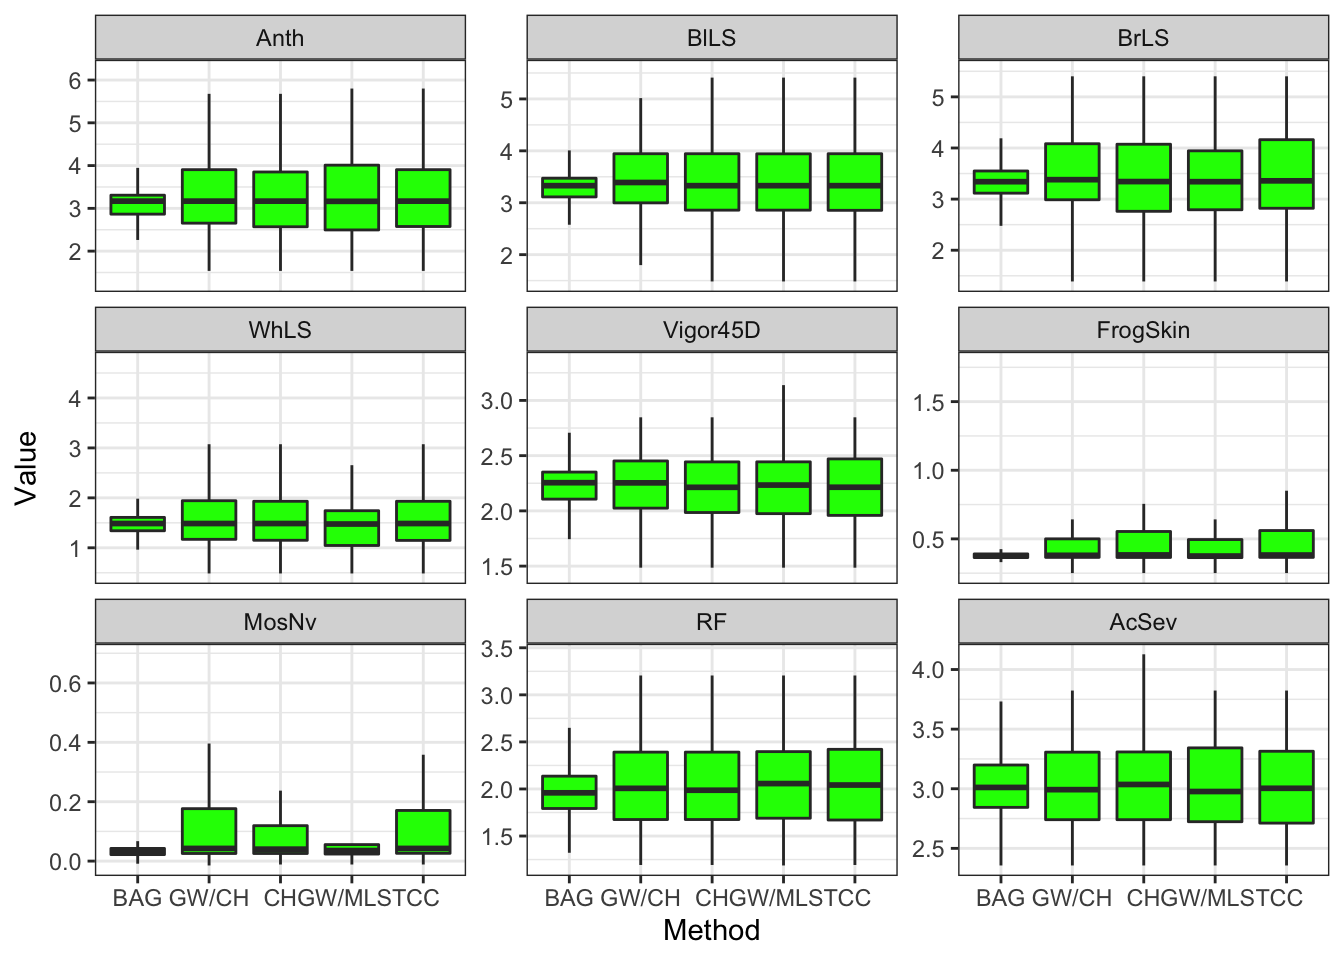 Anth
BlLS
BrLS
6
5
4
3
2
5
4
3
2
5
4
3
2
WhLS
Vigor45D
FrogSkin
4
3
2
1
3.0
2.5
2.0
1.5
1.5
1.0
0.5
Value
MosNv
RF
AcSev
0.6
0.4
0.2
0.0
3.5
3.0
2.5
2.0
1.5
4.0
3.5
3.0
2.5
BAG GW/CH CHGW/MLSTCC
BAG GW/CH CHGW/MLSTCC
BAG GW/CH CHGW/MLSTCC
Method